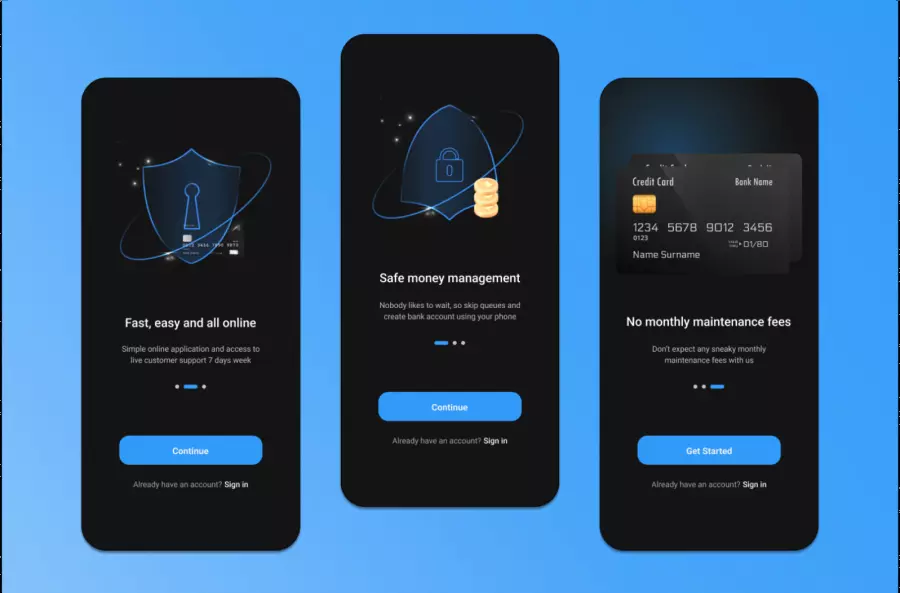 Fast, easy and all online
Simple online application and access to
live customer support 7 days week
Continue
Already have an account? Sign in
Safe money management
Nobody likes to wait, so skip queues and
create bank account using your phone
Continue
Already have an account? Sign in
Credit Card Bank Name
1234 5678 9012 3456
0123
01/80
Name Surname
No monthly maintenance fees
Don't expect any sneaky monthly
maintenance fees with us
Get Started
Already have an account? Sign in